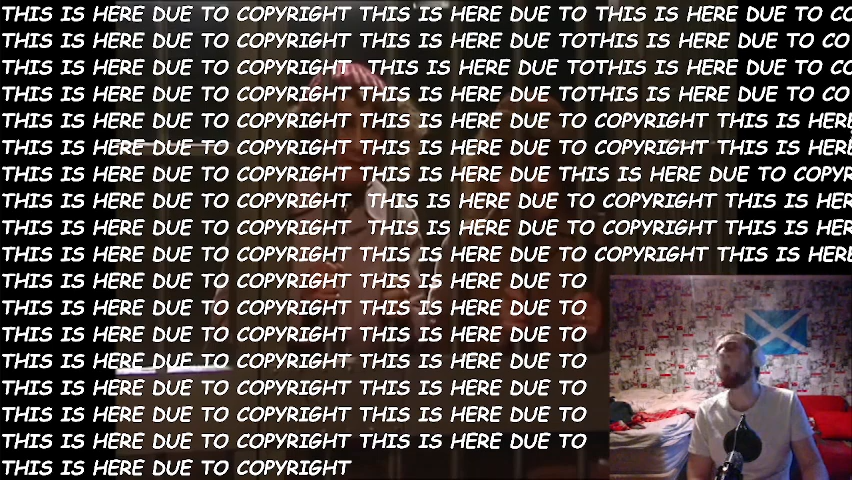 THIS IS HERE DUE TO COPYRIGHT THIS IS HERE DUE TO THIS IS HERE DUE TO CO
THIS IS HERE DUE TO COPYRIGHT THIS IS HERE DUE TOTHIS IS HERE DUE TO CO
THIS IS HERE DUE TO COPYRIGHT THIS IS HERE DUE TOTHIS IS HERE DUE TO CO
THIS IS HERE DUE TO COPYRIGHT THIS IS HERE DUE TOTHIS IS HERE DUE TO CO
THIS IS HERE DUE TO COPYRIGHT THIS IS HERE DUE TO COPYRIGHT THIS IS HERE
THIS IS HERE DUE TO COPYRIGHT THIS IS HERE DUE TO COPYRIGHT THIS IS HERE
THIS IS HERE DUE TO COPYRIGHT THIS IS HERE DUE THIS IS HERE DUE TO COPYR
THIS IS HERE DUE TO COPYRIGHT THIS IS HERE DUE TO COPYRIGHT THIS IS HER
THIS IS HERE DUE TO COPYRIGHT THIS IS HERE DUE TO COPYRIGHT THIS IS HER
THIS IS HERE DUE TO COPYRIGHT THIS IS HERE DUE TO COPYRIGHT THIS IS HERE
THIS IS HERE DUE TO COPYRIGHT THIS IS HERE DUE TO
THIS IS HERE DUE TO COPYRIGHT THIS IS HERE DUE TO
THIS IS HERE DUE TO COPYRIGHT THIS IS HERE DUE TO
THIS IS HERE DUE TO COPYRIGHT THIS IS HERE DUE TO
THIS IS HERE DUE TO COPYRIGHT THIS IS HERE DUE TO
THIS IS HERE DUE TO COPYRIGHT THIS IS HERE DUE TO
THIS IS HERE DUE TO COPYRIGHT THIS IS HERE DUE TO
THIS IS HERE DUE TO COPYRIGHT